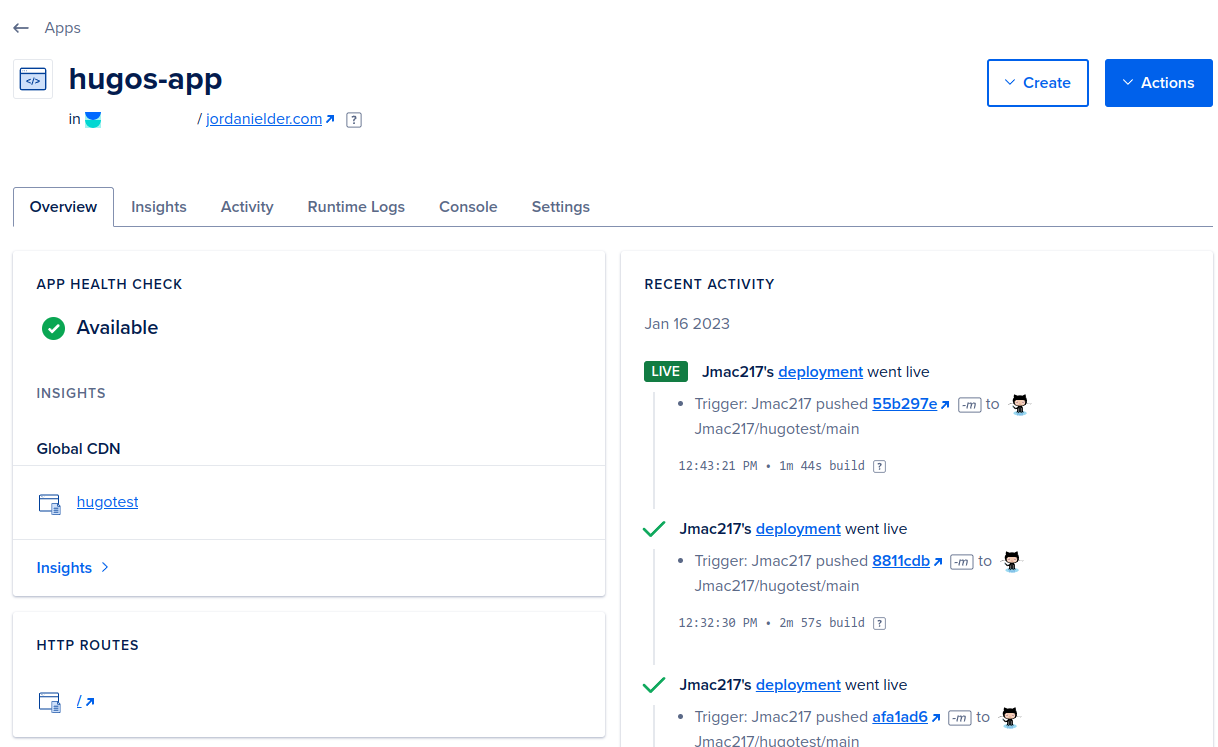 ← Apps
hugos-app
Create
Actions
in / jordanielder.com ?
Overview Insights Activity Runtime Logs Console Settings
APP HEALTH CHECK
Available
INSIGHTS
Global CDN
hugotest
Insights
HTTP ROUTES
/
RECENT ACTIVITY
Jan 16 2023
LIVE Jmac217's deployment went live
• Trigger: Jmac217 pushed 55b297e -m to
Jmac217/hugotest/main
12:43:21 PM • 1m 44s build ?
Jmac217's deployment went live
• Trigger: Jmac217 pushed 8811cdb -m to
Jmac217/hugotest/main
12:32:30 PM • 2m 57s build ?
Jmac217's deployment went live
• Trigger: Jmac217 pushed afa1ad6 -m to
Jmac217/hugotest/main